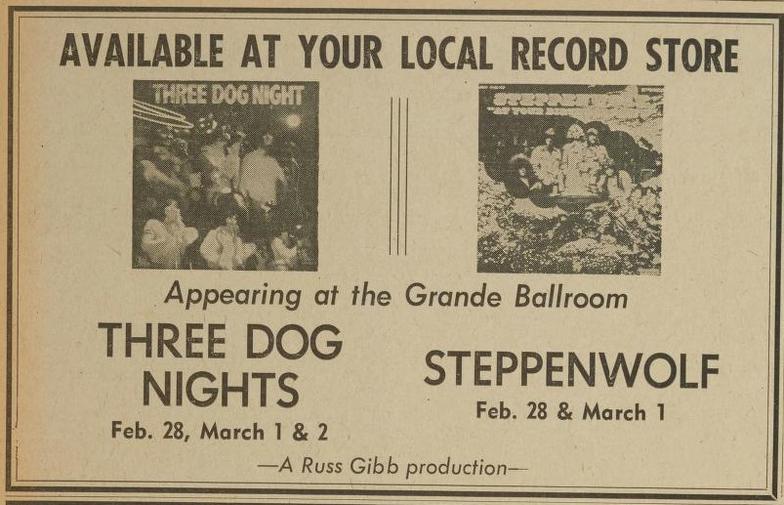 AVAILABLE AT YOUR LOCAL RECORD STORE
THREE DOG NIGHT
STEPPENWOLF
Appearing at the Grande Ballroom
THREE DOG
NIGHTS
Feb. 28, March 1 & 2
STEPPENWOLF
Feb. 28 & March 1
—A Russ Gibb production—